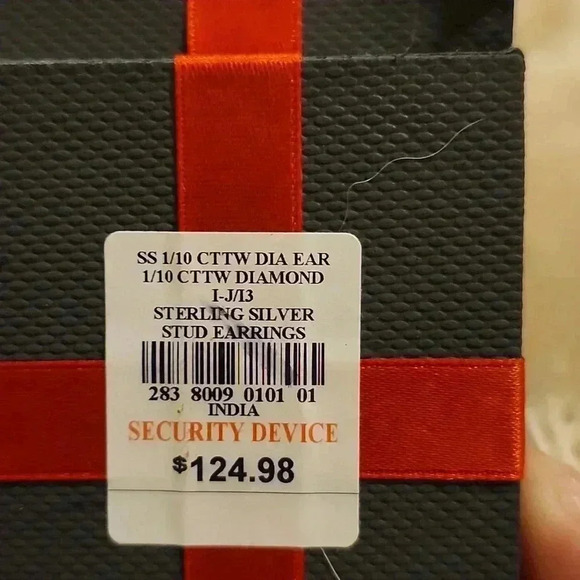 SS 1/10 CTTW DIA EAR
1/10 CTTW DIAMOND
I-J/I3
STERLING SILVER
STUD EARRINGS
283 8009 0101 01
INDIA
SECURITY DEVICE
$124.98